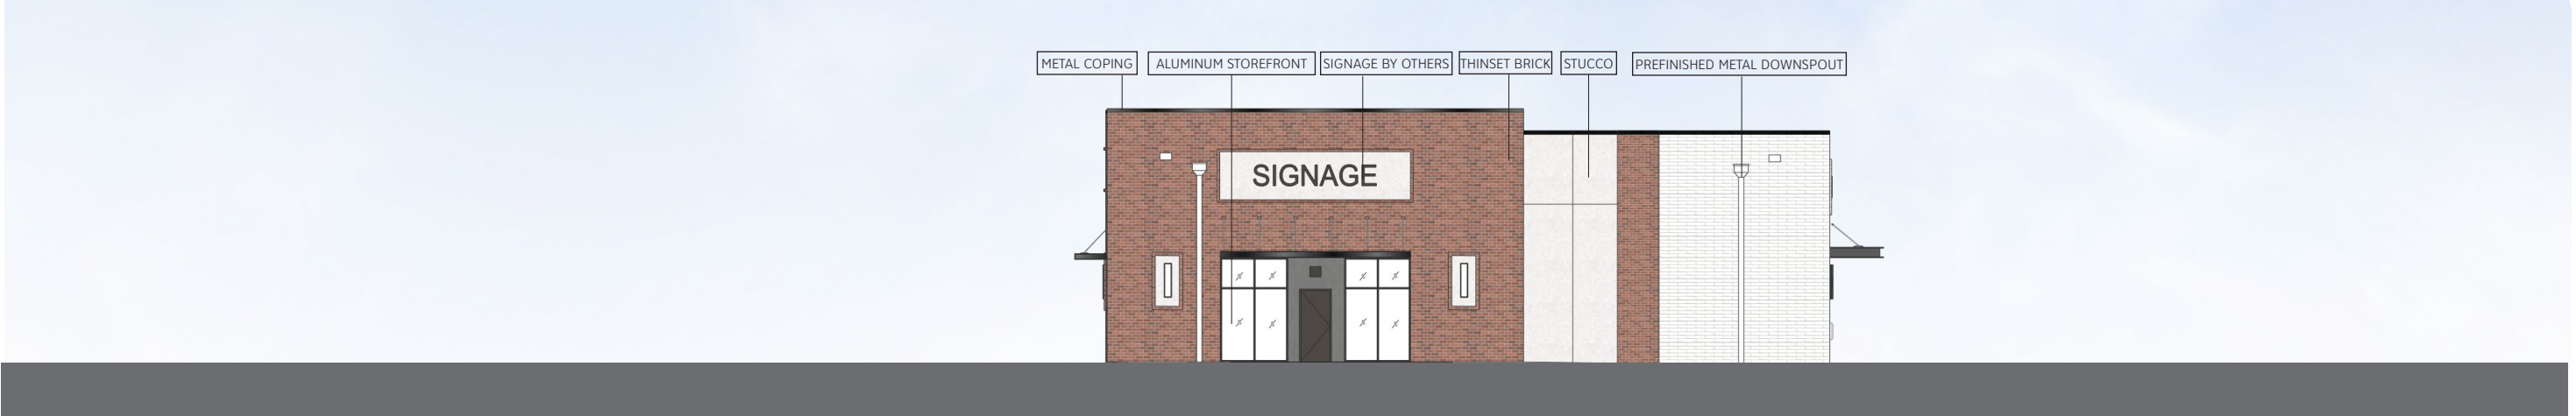 METAL COPING
ALUMINUM STOREFRONT
SIGNAGE BY OTHERS
THINSET BRICK
STUCCO
PREFINISHED METAL DOWNSPOUT
SIGNAGE